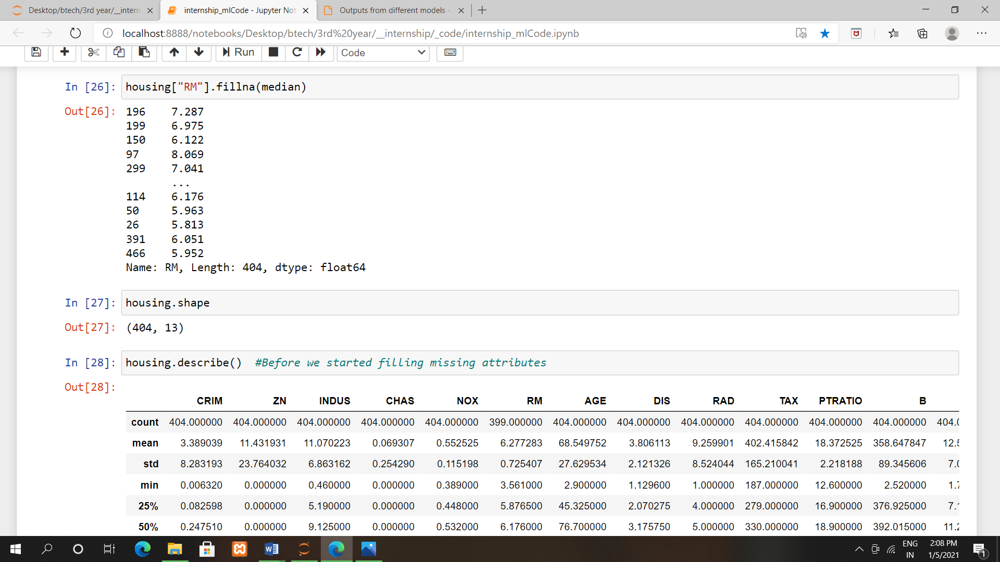 Desktop/btech/3rd year/__intern
internship_mlCode - Jupyter Not
Outputs from different models -
localhost:8888/notebooks/Desktop/btech/3rd%20year/__internship/_code/internship_mlCode.ipynb
Run
Code
In [26]: housing["RM"].fillna(median)
Out[26]: 196 7.287
199 6.975
150 6.122
97 8.069
299 7.041
...
114 6.176
50 5.963
26 5.813
391 6.051
466 5.952
Name: RM, Length: 404, dtype: float64
In [27]: housing.shape
Out[27]: (404, 13)
In [28]: housing.describe() #Before we started filling missing attributes
Out[28]:
CRIM ZN INDUS CHAS NOX RM AGE DIS RAD TAX PTRATIO B
count 404.000000 404.000000 404.000000 404.000000 404.000000 399.000000 404.000000 404.000000 404.000000 404.000000 404.000000 404.000000 404.0
mean 3.389039 11.431931 11.070223 0.069307 0.552525 6.277283 68.549752 3.806113 9.259901 402.415842 18.372525 358.647847 12.5
std 8.283193 23.764032 6.863162 0.254290 0.115198 0.725407 27.629534 2.121326 8.524044 165.210041 2.218188 89.345606 7.0
min 0.006320 0.000000 0.460000 0.000000 0.389000 3.561000 2.900000 1.129600 1.000000 187.000000 12.600000 2.520000 1.7
25% 0.082598 0.000000 5.190000 0.000000 0.448000 5.876500 45.325000 2.070275 4.000000 279.000000 16.900000 376.925000 7.1
50% 0.247510 0.000000 9.125000 0.000000 0.532000 6.176000 76.700000 3.175750 5.000000 330.000000 18.900000 392.015000 11.2
ENG
IN
2:08 PM
1/5/2021
1